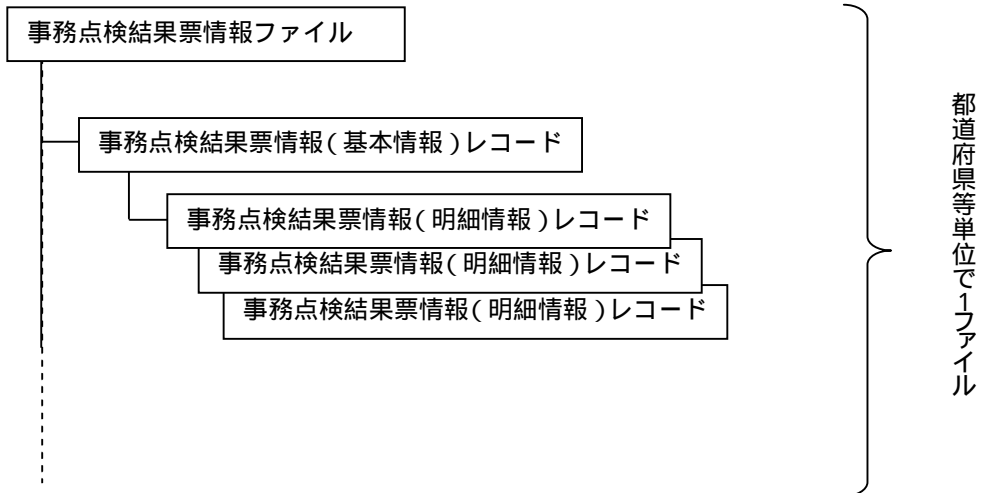 事務点検結果票情報ファイル
事務点検結果票情報(基本情報)レコード
事務点検結果票情報(明細情報)レコード
事務点検結果票情報(明細情報)レコード
事務点検結果票情報(明細情報)レコード
都道府県等単位で1ファイル